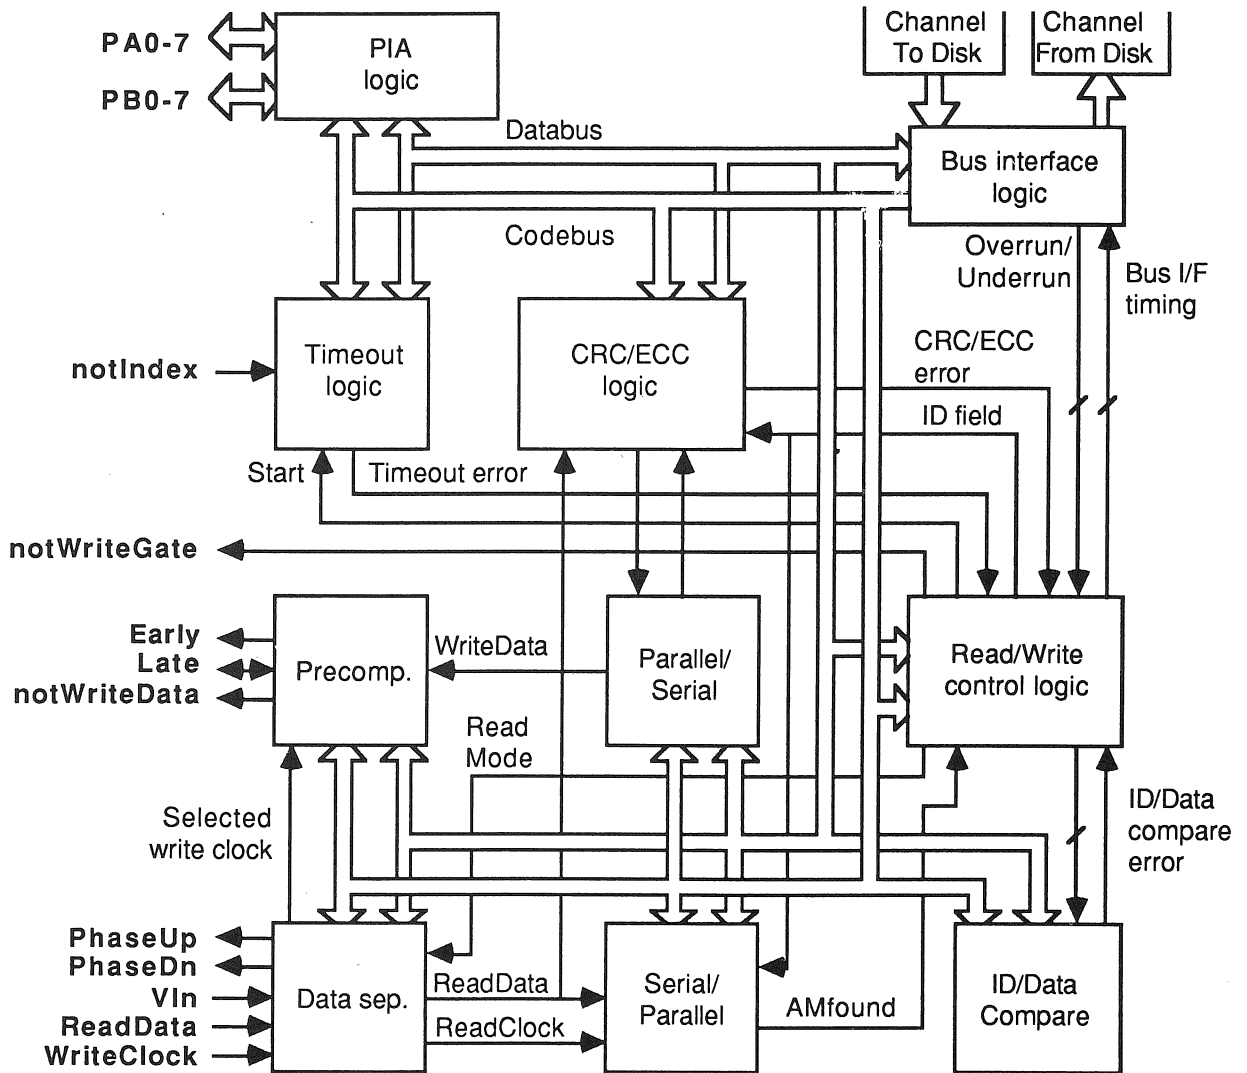 PA0-7
PB0-7
PIA
logic
Channel
To Disk
Channel
From Disk
Databus
Bus interface
logic
Codebus
Overrun/
Underrun
Bus I/F
timing
notIndex
Timeout
logic
CRC/ECC
logic
CRC/ECC
error
ID field
Start
Timeout error
notWriteGate
Early
Late
notWriteData
Precomp.
WriteData
Parallel/
Serial
Read/Write
control logic
Read
Mode
Selected
write clock
ID/Data
compare
error
PhaseUp
PhaseDn
VIn
ReadData
WriteClock
Data sep.
ReadData
ReadClock
Serial/
Parallel
AMfound
ID/Data
Compare